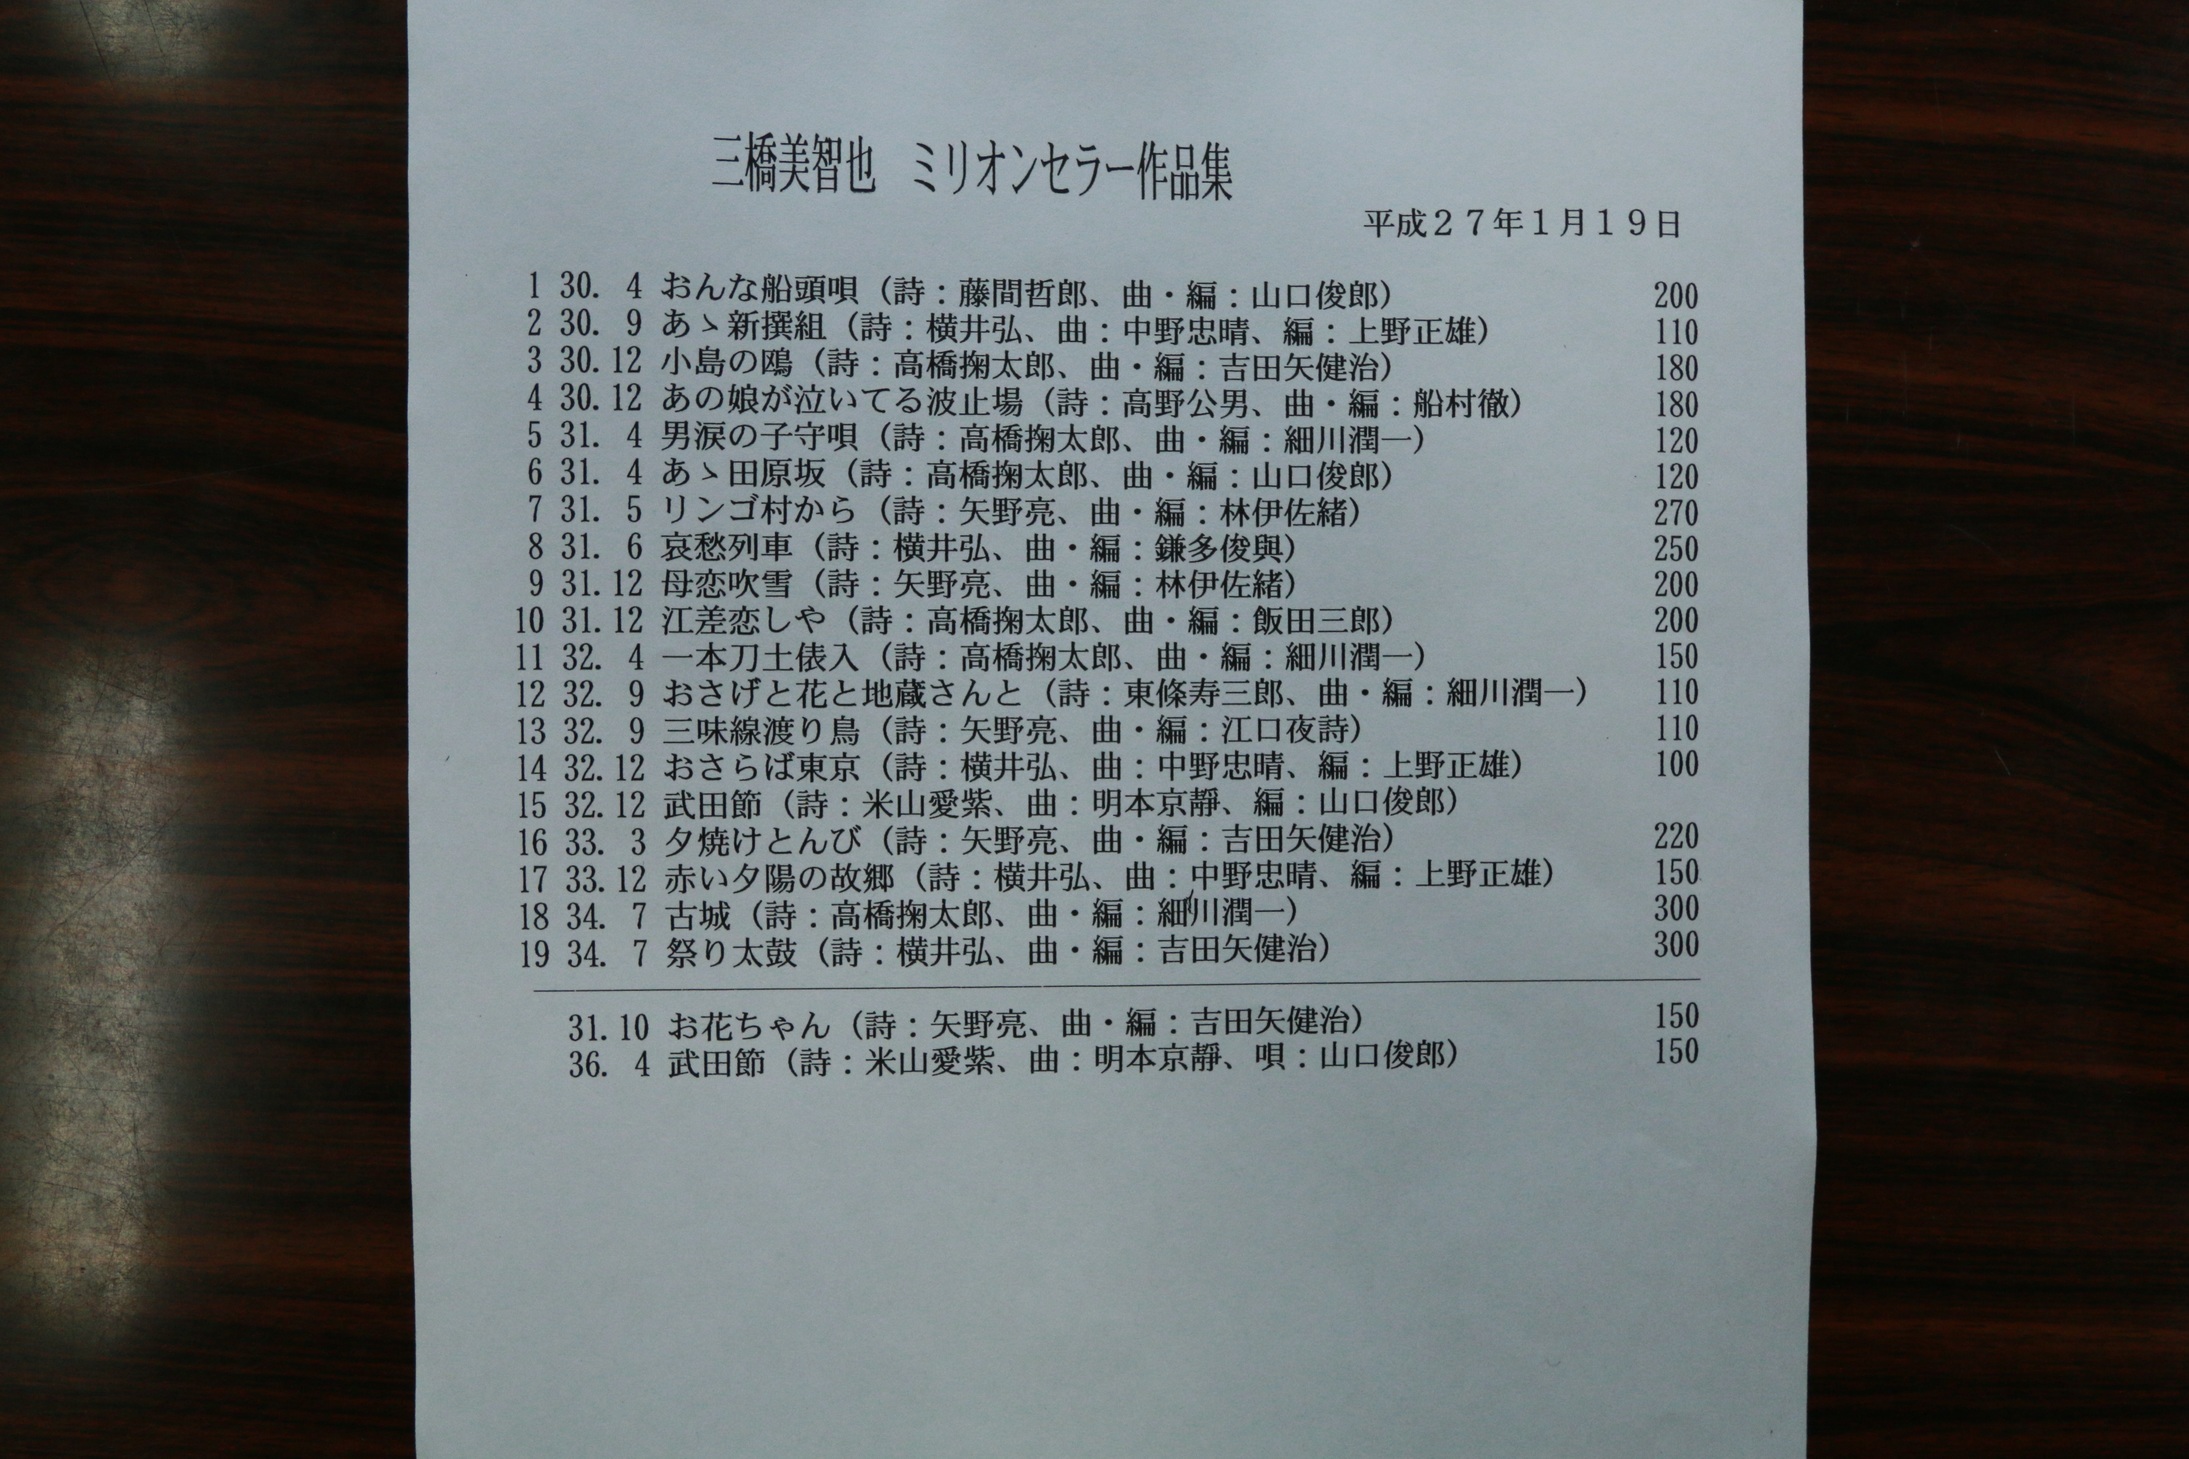 三橋美智也　ミリオンセラー作品集
平成２７年１月１９日
1 30. 4 おんな船頭唄（詩：藤間哲郎、曲・編：山口俊郎） 200
2 30. 9 あゝ新撰組（詩：横井弘、曲：中野忠晴、編：上野正雄） 110
3 30.12 小島の鴎（詩：高橋掬太郎、曲・編：吉田矢健治） 180
4 30.12 あの娘が泣いてる波止場（詩：高野公男、曲・編：船村徹） 180
5 31. 4 男涙の子守唄（詩：高橋掬太郎、曲・編：細川潤一） 120
6 31. 4 あゝ田原坂（詩：高橋掬太郎、曲・編：山口俊郎） 120
7 31. 5 リンゴ村から（詩：矢野亮、曲・編：林伊佐緒） 270
8 31. 6 哀愁列車（詩：横井弘、曲・編：鎌多俊與） 250
9 31.12 母恋吹雪（詩：矢野亮、曲・編：林伊佐緒） 200
10 31.12 江差恋しや（詩：高橋掬太郎、曲・編：飯田三郎） 200
11 32. 4 一本刀土俵入（詩：高橋掬太郎、曲・編：細川潤一） 150
12 32. 9 おさげと花と地蔵さんと（詩：東條寿三郎、曲・編：細川潤一） 110
13 32. 9 三味線渡り鳥（詩：矢野亮、曲・編：江口夜詩） 110
14 32.12 おさらば東京（詩：横井弘、曲：中野忠晴、編：上野正雄） 100
15 32.12 武田節（詩：米山愛紫、曲：明本京靜、編：山口俊郎）
16 33. 3 夕焼けとんび（詩：矢野亮、曲・編：吉田矢健治） 220
17 33.12 赤い夕陽の故郷（詩：横井弘、曲：中野忠晴、編：上野正雄） 150
18 34. 7 古城（詩：高橋掬太郎、曲・編：細川潤一） 300
19 34. 7 祭り太鼓（詩：横井弘、曲・編：吉田矢健治） 300
31.10 お花ちゃん（詩：矢野亮、曲・編：吉田矢健治） 150
36. 4 武田節（詩：米山愛紫、曲：明本京靜、唄：山口俊郎） 150